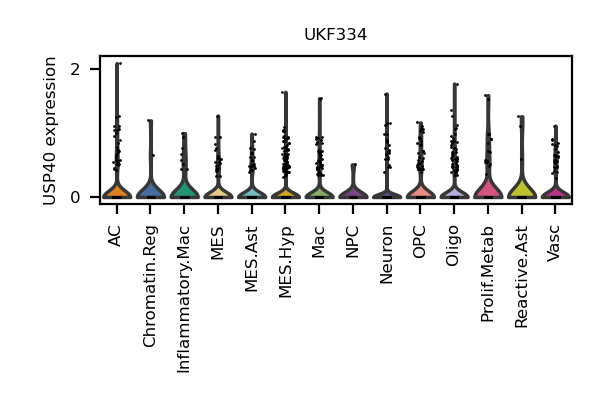 UKF334
USP40 expression
2
0
AC
Chromatin.Reg
Inflammatory.Mac
MES
MES.Ast
MES.Hyp
Mac
NPC
Neuron
OPC
Oligo
Prolif.Metab
Reactive.Ast
Vasc